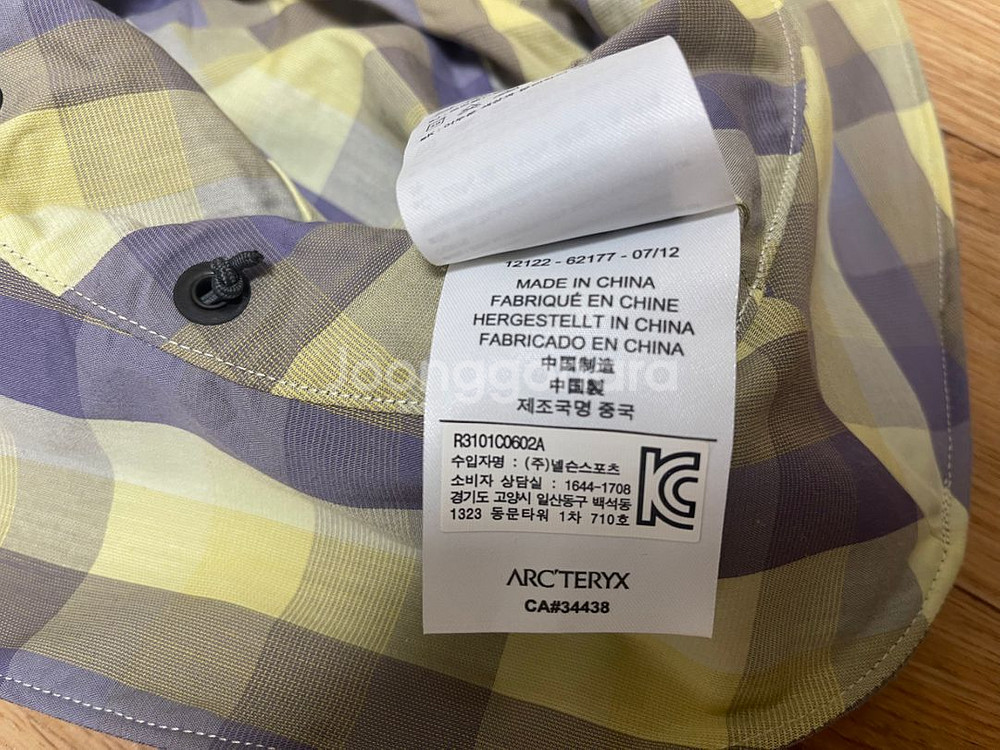 12122 - 62177 - 07/12
MADE IN CHINA
FABRIQUÉ EN CHINE
HERGESTELLT IN CHINA
FABRICADO EN CHINA
中国制造
中国製
제조국명 중국
R3101C0602A
수입자명 : (주)넬슨스포츠
소비자 상담실 : 1644-1708
경기도 고양시 일산동구 백석동
1323 동문타워 1차 710호
KC
ARC'TERYX
CA#34438
Joonggonara